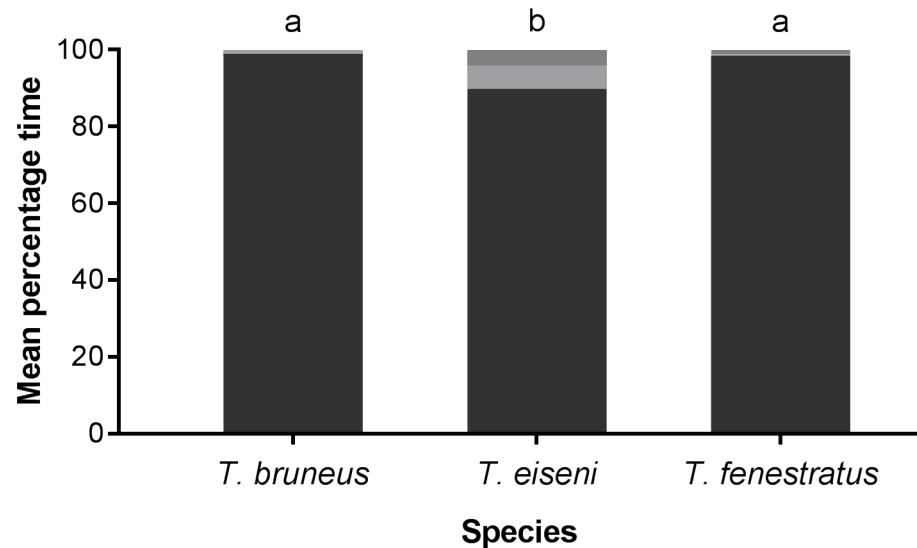 a b a
100
80
60
40
20
0
Mean percentage time
T. bruneus T. eiseni T. fenestratus
Species